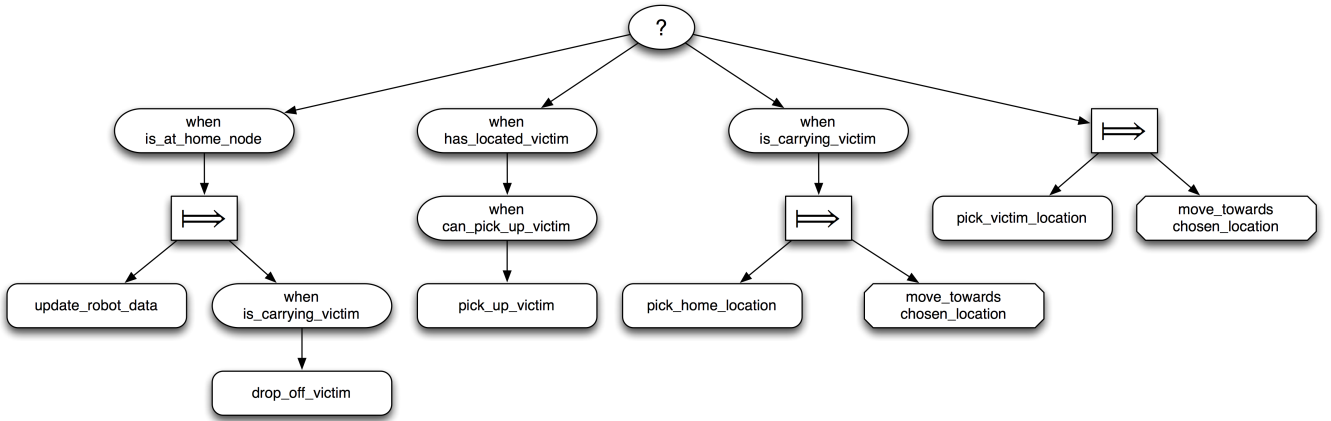 ?
when
is_at_home_node
when
has_located_victim
when
is_carrying_victim
when
can_pick_up_victim
pick_victim_location
move_towards
chosen_location
update_robot_data
when
is_carrying_victim
pick_up_victim
pick_home_location
move_towards
chosen_location
drop_off_victim